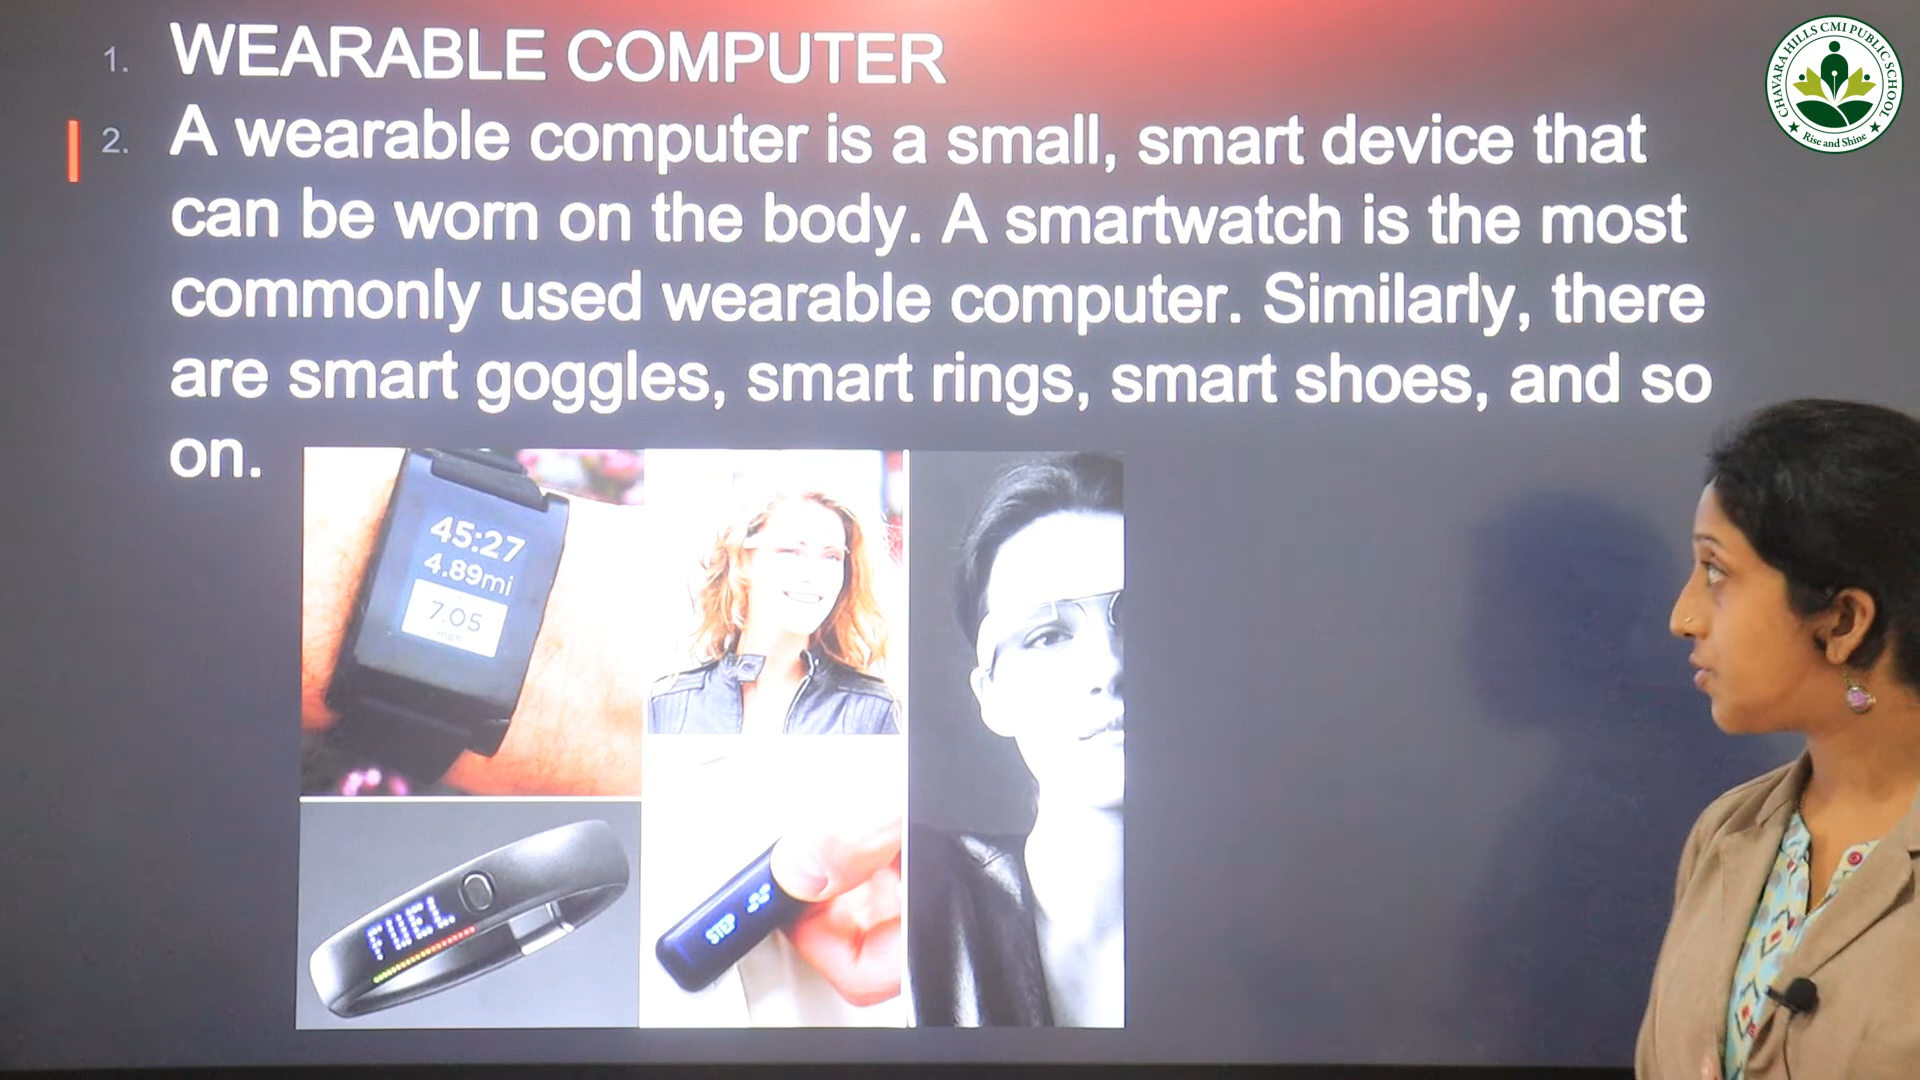 1. WEARABLE COMPUTER
2. A wearable computer is a small, smart device that
can be worn on the body. A smartwatch is the most
commonly used wearable computer. Similarly, there
are smart goggles, smart rings, smart shoes, and so
on.
45:27
4.89mi
7.05
mph
FUEL
STEP
CHAVARA HILLS CMI PUBLIC SCHOOL
Rise and Shine